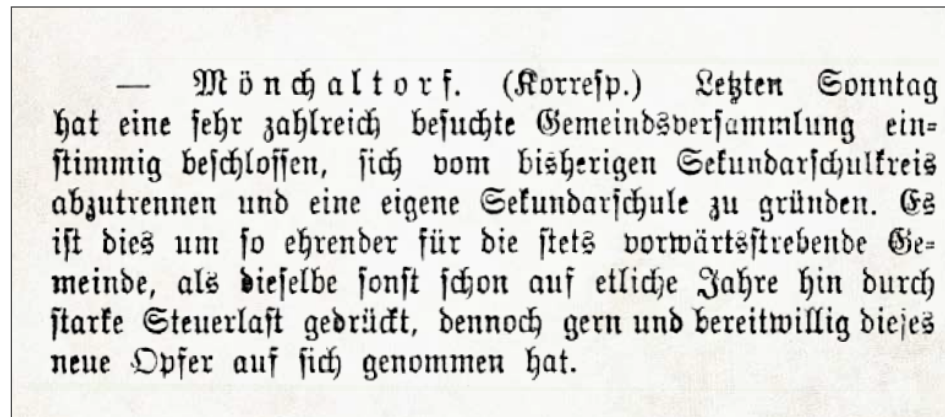 — Mönchaltorf. (Korresp.) Letzten Sonntag
hat eine sehr zahlreich besuchte Gemeindsversammlung ein=
stimmig beschlossen, sich vom bisherigen Sekundarschulkreis
abzutrennen und eine eigene Sekundarschule zu gründen. Es
ist dies um so ehrender für die stets vorwärtsstrebende Ge=
meinde, als dieselbe sonst schon auf etliche Jahre hin durch
starke Steuerlast gedrückt, dennoch gern und bereitwillig dieses
neue Opfer auf sich genommen hat.